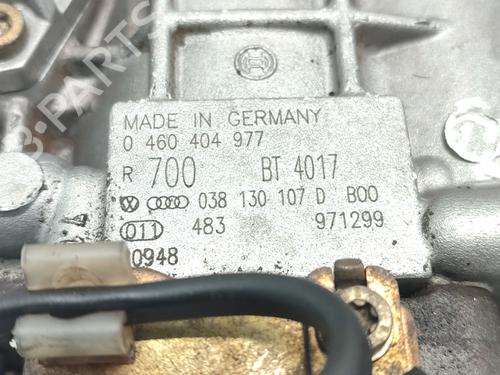 MADE IN GERMANY
0 460 404 977
R 700 BT 4017
038 130 107 D B00
011 483 971299
0948